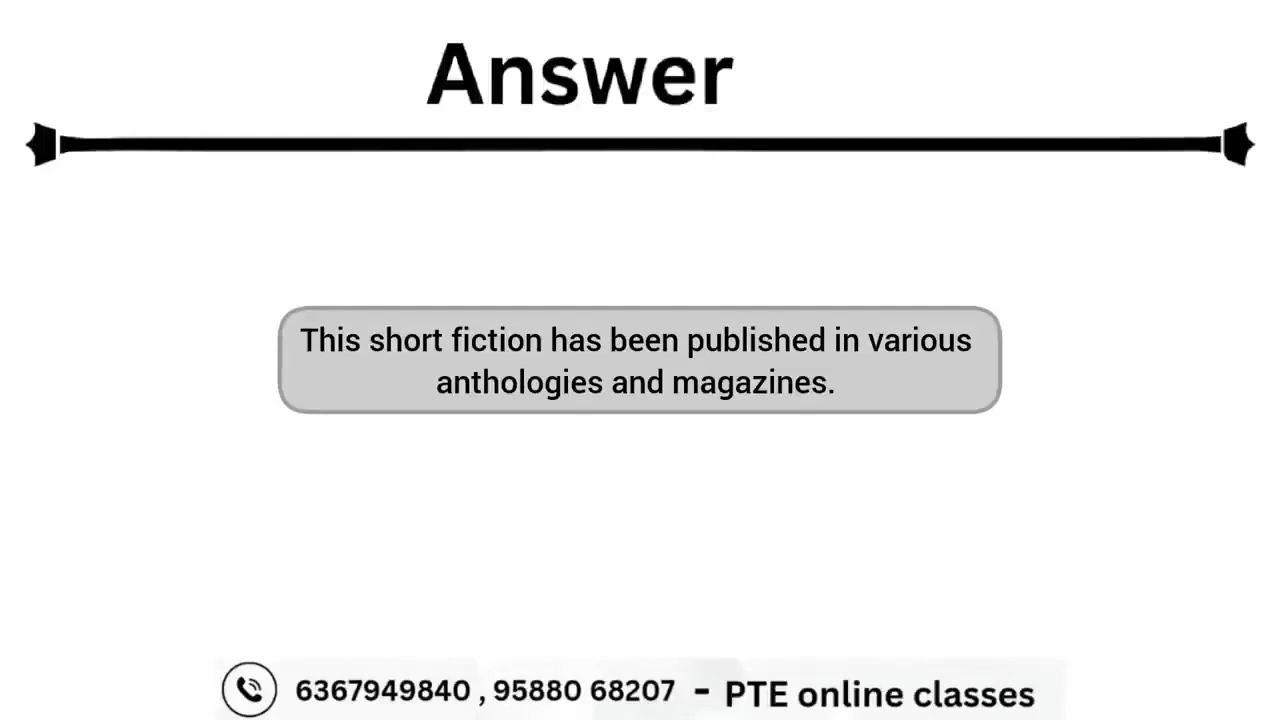 Answer
This short fiction has been published in various
anthologies and magazines.
6367949840 , 95880 68207 - PTE online classes